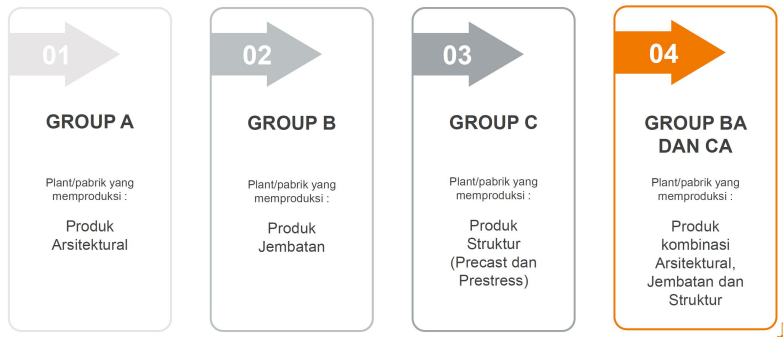 01
GROUP A
Plant/pabrik yang
memproduksi :
Produk
Arsitektural
02
GROUP B
Plant/pabrik yang
memproduksi :
Produk
Jembatan
03
GROUP C
Plant/pabrik yang
memproduksi :
Produk
Struktur
(Precast dan
Prestress)
04
GROUP BA
DAN CA
Plant/pabrik yang
memproduksi :
Produk
kombinasi
Arsitektural,
Jembatan dan
Struktur